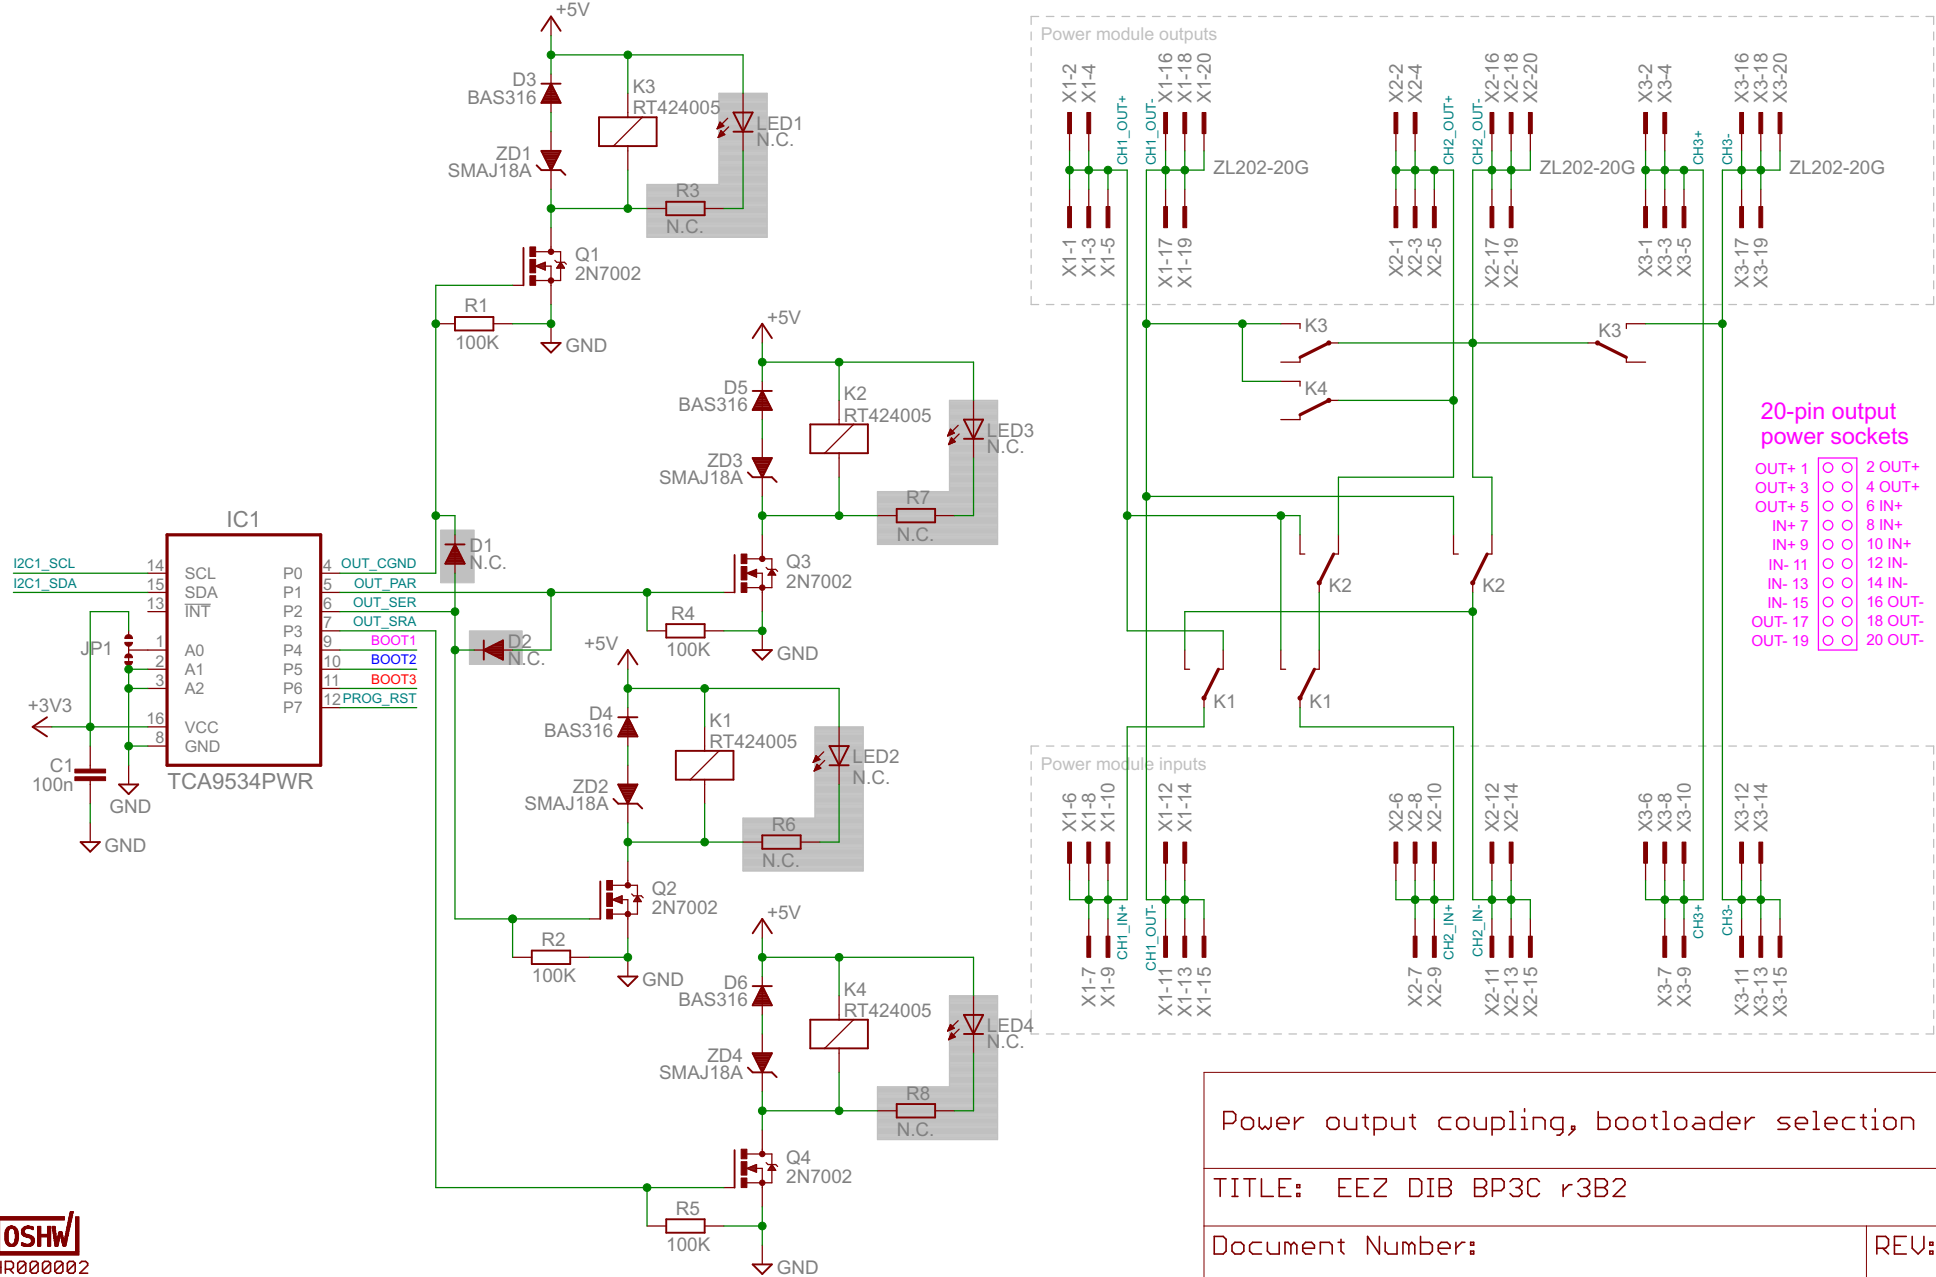 +5V
D3
BAS316
K3
RT424005
LED1
N.C.
ZD1
SMAJ18A
R3
N.C.
Q1
2N7002
R1
100K
GND
+5V
D5
BAS316
K2
RT424005
LED3
N.C.
ZD3
SMAJ18A
R7
N.C.
Q3
2N7002
R4
100K
GND
IC1
I2C1_SCL
I2C1_SDA
14
15
13
1
2
3
16
8
SCL
SDA
INT
A0
A1
A2
VCC
GND
P0
P1
P2
P3
P4
P5
P6
P7
4
5
6
7
9
10
11
12
OUT_CGND
OUT_PAR
OUT_SER
OUT_SRA
BOOT1
BOOT2
BOOT3
PROG_RST
TCA9534PWR
JP1
+3V3
C1
100n
GND
GND
D1
N.C.
D2
N.C.
+5V
D4
BAS316
K1
RT424005
LED2
N.C.
ZD2
SMAJ18A
R6
N.C.
Q2
2N7002
R2
100K
GND
+5V
D6
BAS316
K4
RT424005
LED4
N.C.
ZD4
SMAJ18A
R8
N.C.
Q4
2N7002
R5
100K
GND
Power module outputs
X1-2
X1-4
CH1_OUT+
CH1_OUT-
X1-16
X1-18
X1-20
ZL202-20G
X1-1
X1-3
X1-5
X1-17
X1-19
X2-2
X2-4
CH2_OUT+
CH2_OUT-
X2-16
X2-18
X2-20
ZL202-20G
X2-1
X2-3
X2-5
X2-17
X2-19
X3-2
X3-4
CH3+
CH3-
X3-16
X3-18
X3-20
ZL202-20G
X3-1
X3-3
X3-5
X3-17
X3-19
K3
K3
K4
K2
K2
K1
K1
20-pin output
power sockets
OUT+ 1 2 OUT+
OUT+ 3 4 OUT+
OUT+ 5 6 IN+
IN+ 7 8 IN+
IN+ 9 10 IN+
IN- 11 12 IN-
IN- 13 14 IN-
IN- 15 16 OUT-
OUT- 17 18 OUT-
OUT- 19 20 OUT-
Power module inputs
X1-6
X1-8
X1-10
X1-12
X1-14
X1-7
X1-9
CH1_IN+
CH1_OUT-
X1-11
X1-13
X1-15
X2-6
X2-8
X2-10
X2-12
X2-14
X2-7
X2-9
CH2_IN+
CH2_IN-
X2-11
X2-13
X2-15
X3-6
X3-8
X3-10
X3-12
X3-14
X3-7
X3-9
CH3+
CH3-
X3-11
X3-13
X3-15
Power output coupling, bootloader selection
TITLE: EEZ DIB BP3C r3B2
Document Number:
REV:
OSHW
HR000002